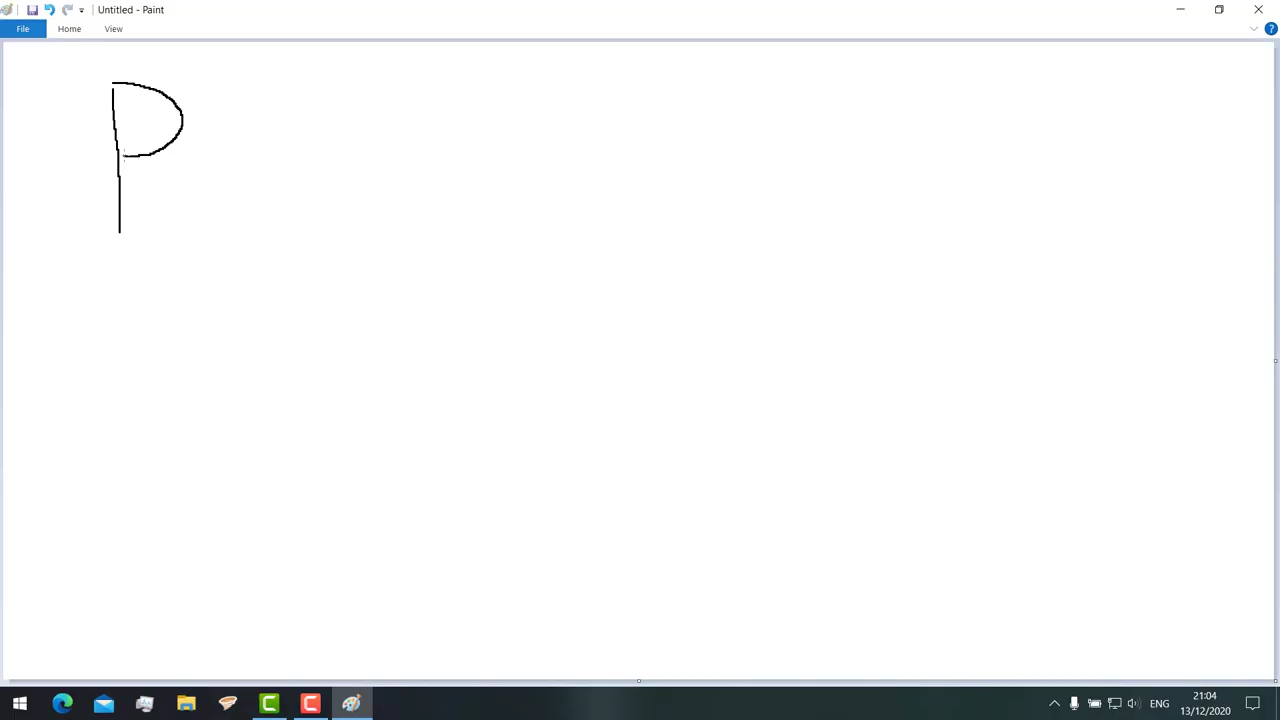 Untitled - Paint
File Home View
P
ENG
21:04
13/12/2020